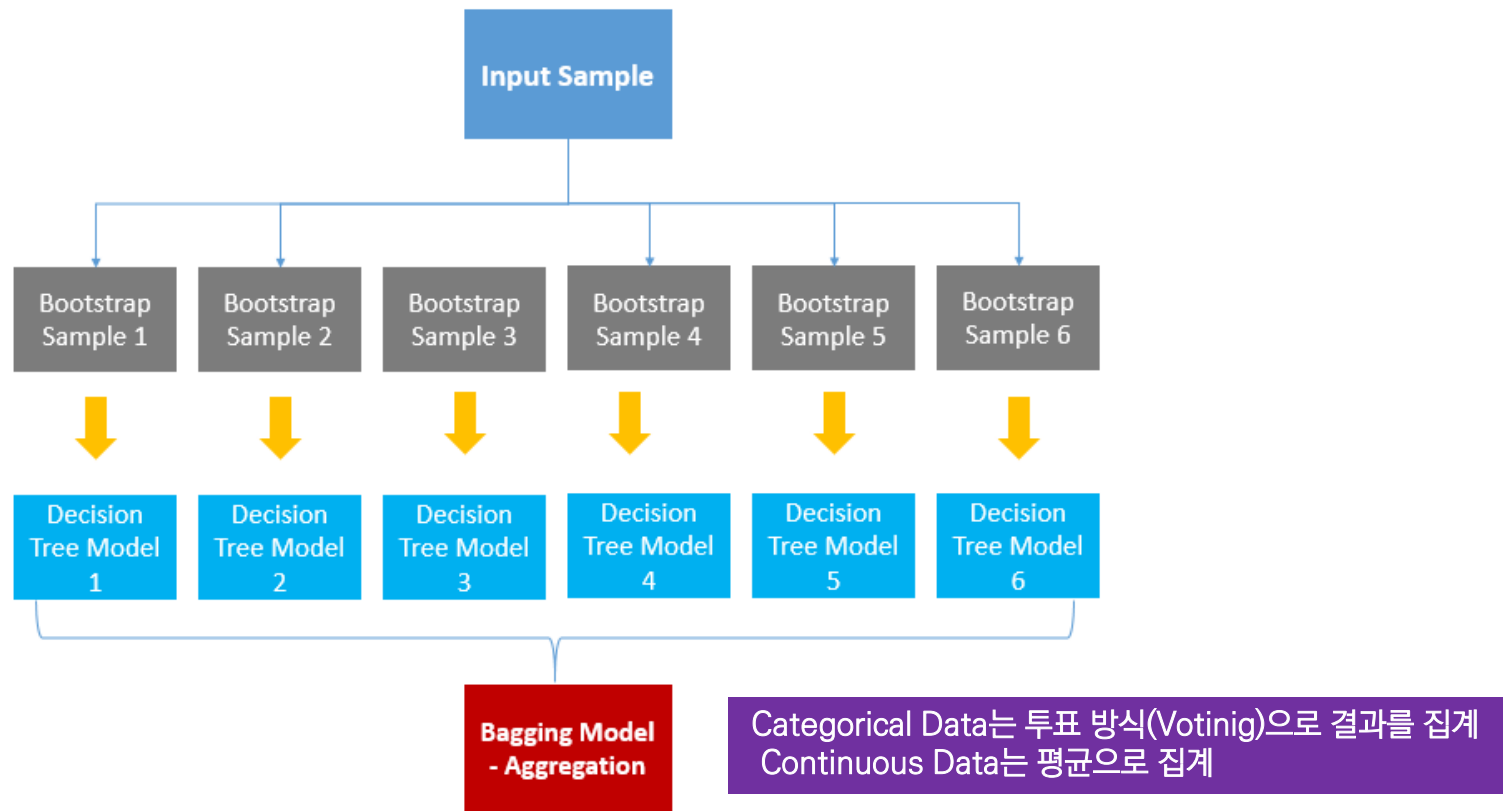 Input Sample
Bootstrap
Sample 1
Bootstrap
Sample 2
Bootstrap
Sample 3
Bootstrap
Sample 4
Bootstrap
Sample 5
Bootstrap
Sample 6
Decision
Tree Model
1
Decision
Tree Model
2
Decision
Tree Model
3
Decision
Tree Model
4
Decision
Tree Model
5
Decision
Tree Model
6
Bagging Model
- Aggregation
Categorical Data는 투표 방식(Votinig)으로 결과를 집계
Continuous Data는 평균으로 집계